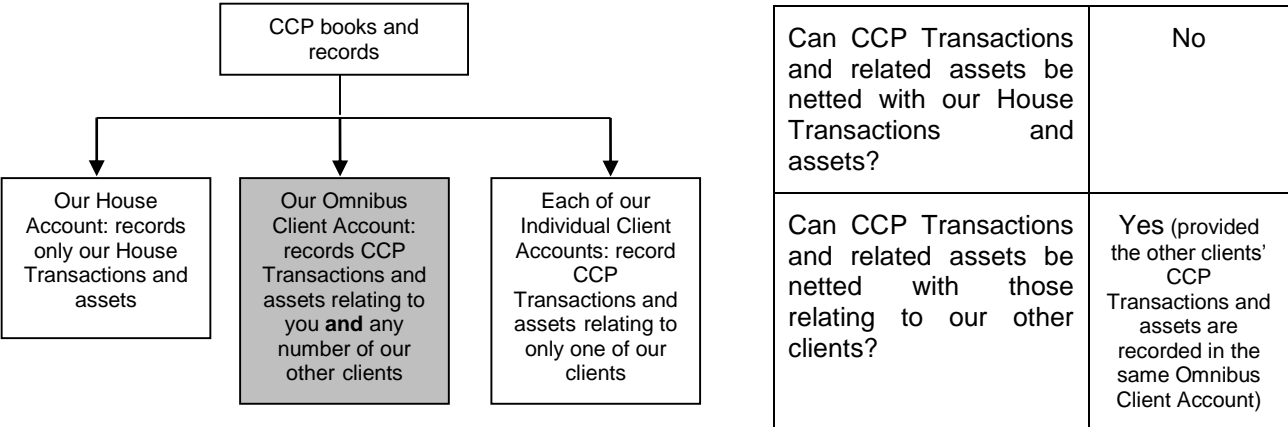 CCP books and
records
Our House
Account: records
only our House
Transactions and
assets
Our Omnibus
Client Account:
records CCP
Transactions and
assets relating to
you and any
number of our
other clients
Each of our
Individual Client
Accounts: record
CCP
Transactions and
assets relating to
only one of our
clients
Can CCP Transactions
and related assets be
netted with our House
Transactions and
assets?
No
Can CCP Transactions
and related assets be
netted with those
relating to our other
clients?
Yes (provided
the other clients’
CCP
Transactions and
assets are
recorded in the
same Omnibus
Client Account)